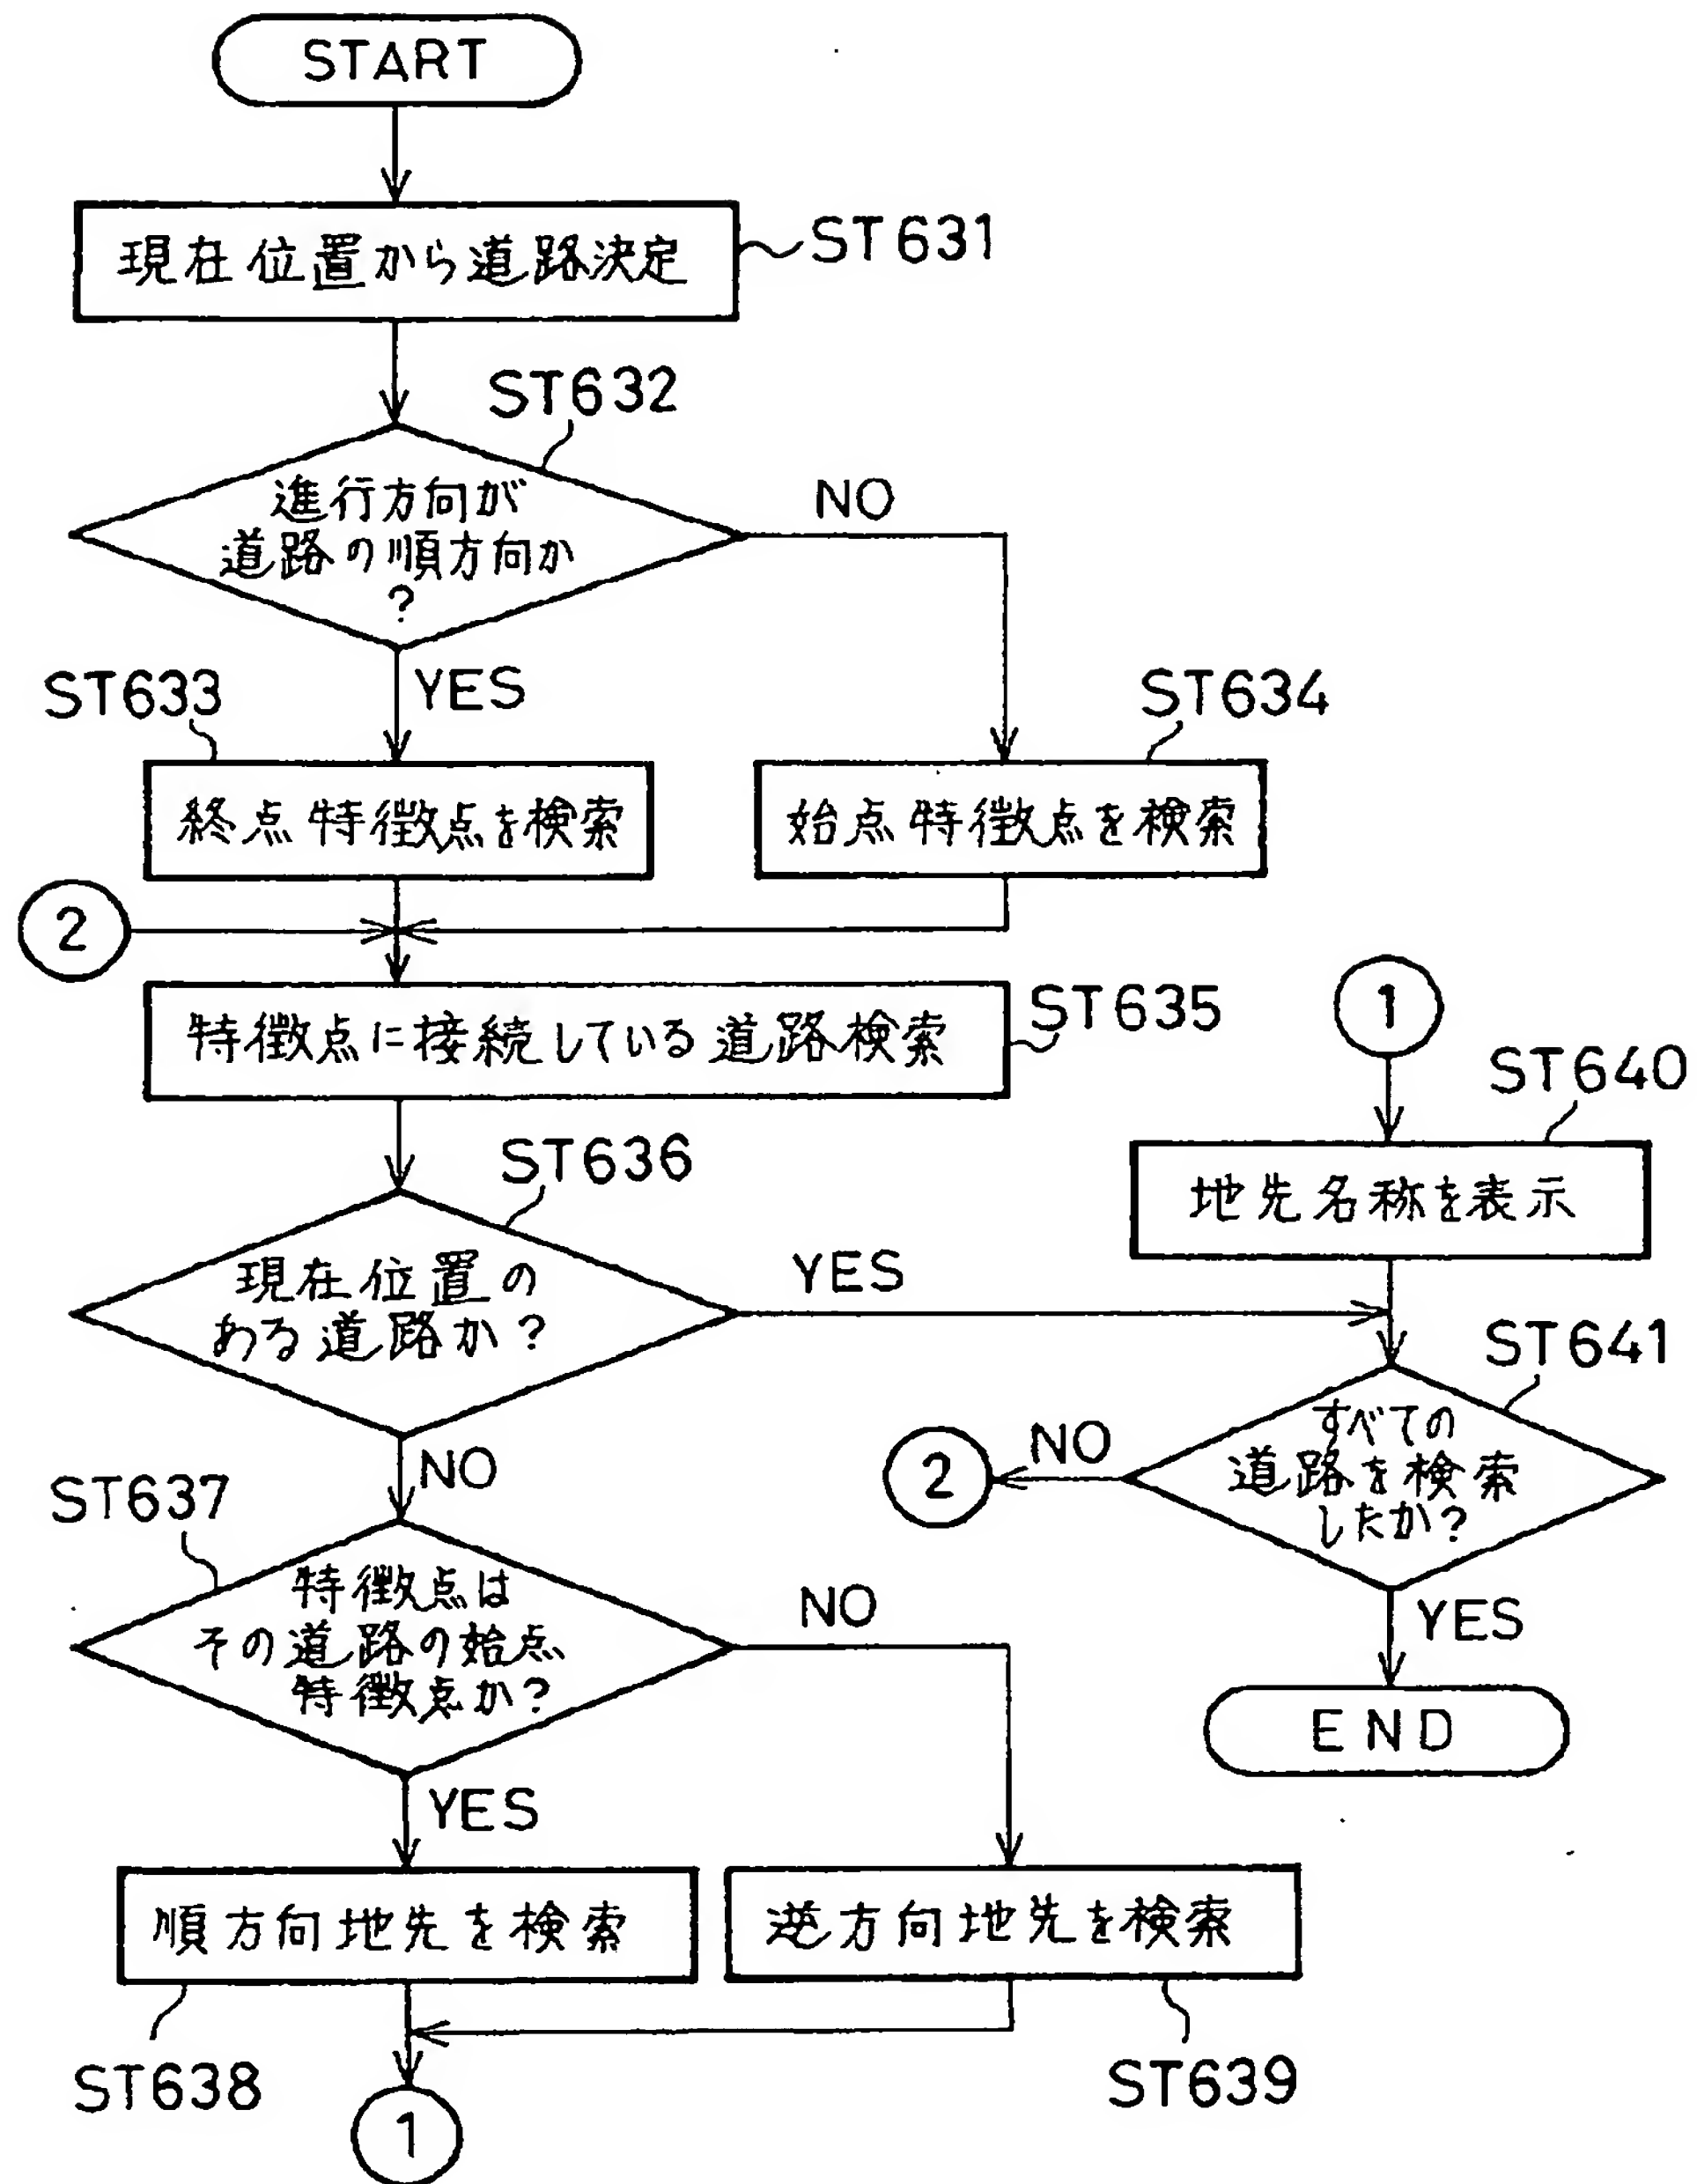 START
現在位置から道路決定
ST631
ST632
進行方向が
道路の順方向か
?
NO
YES
ST633
終点特徴点を検索
ST634
始点特徴点を検索
2
特徴点に接続している道路検索
ST635
ST636
現在位置の
ある道路か?
YES
NO
ST637
特徴点は
その道路の始点
特徴点か?
NO
YES
順方向地先を検索
ST638
逆方向地先を検索
ST639
1
1
ST640
地先名称を表示
ST641
すべての
道路を検索
したか?
NO
2
YES
END